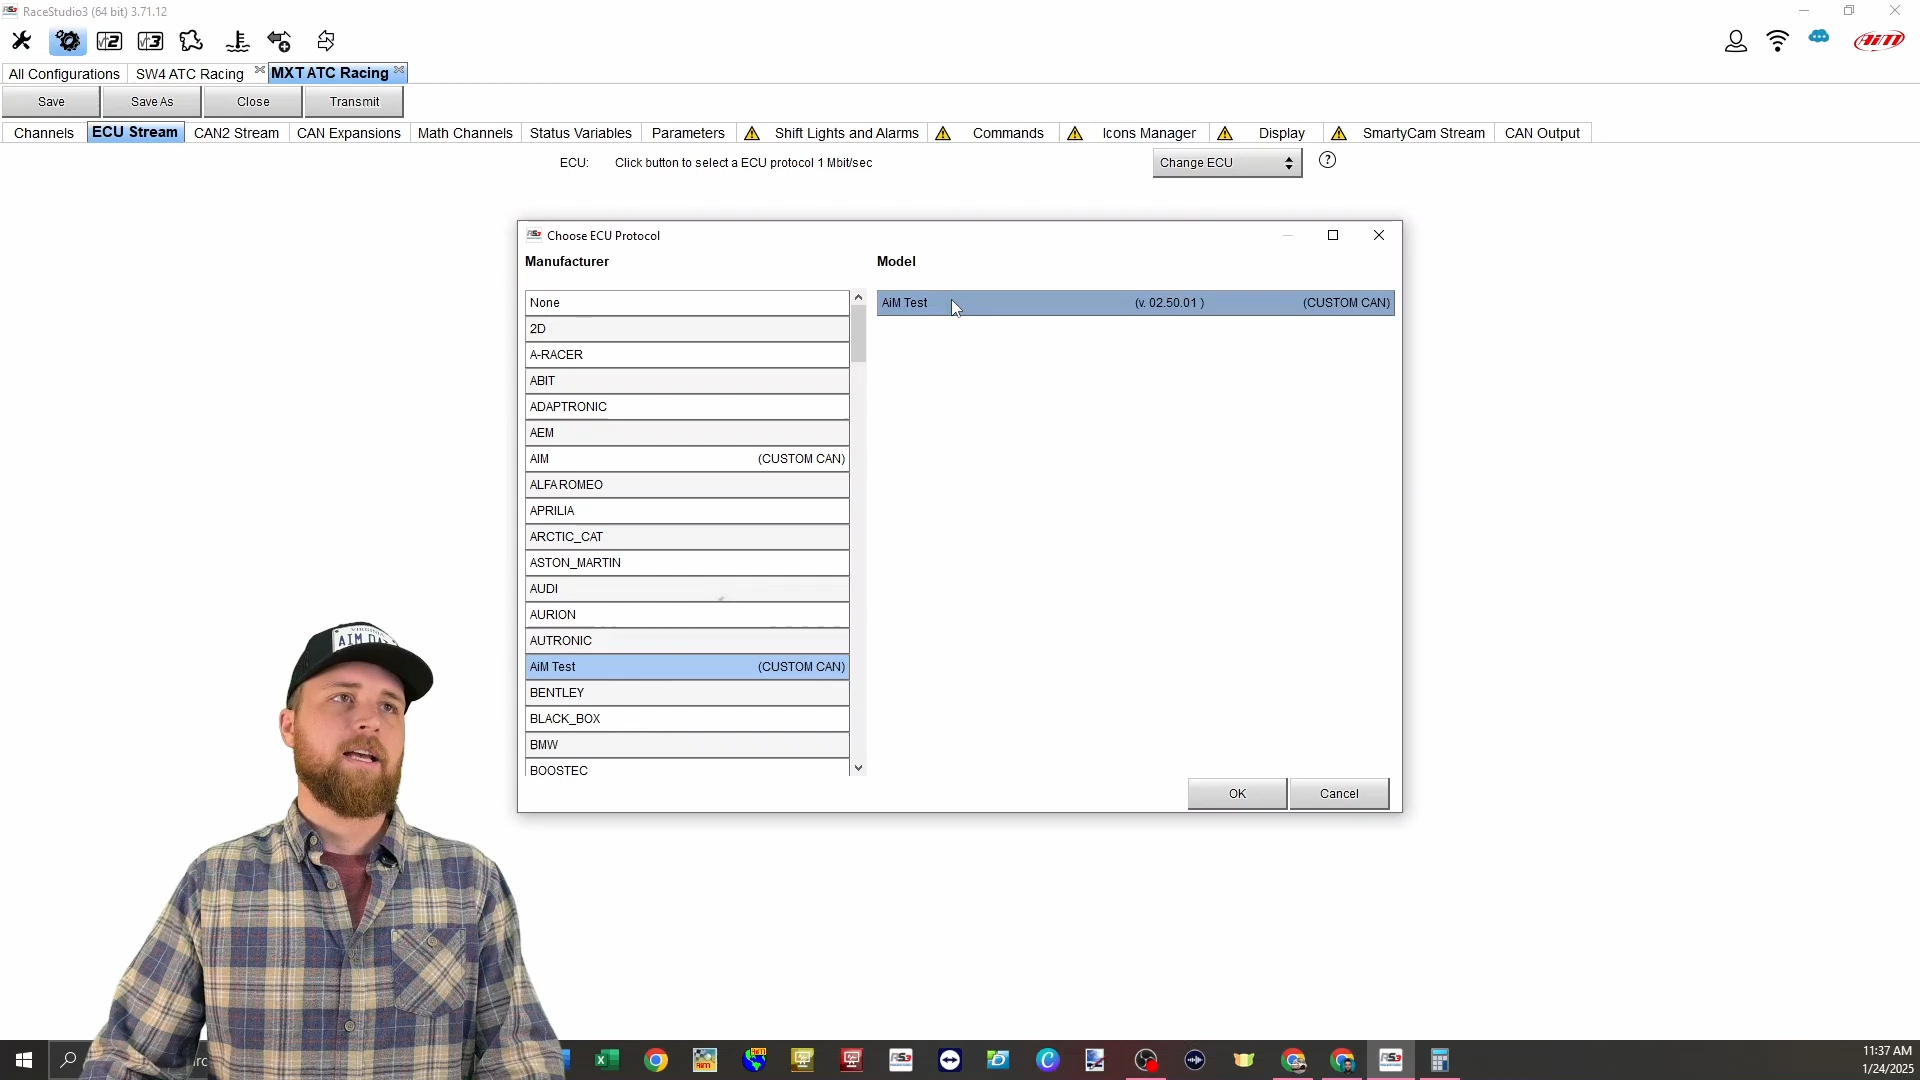 RaceStudio3 (64 bit) 3.71.12
AiM
All Configurations SW4 ATC Racing MXT ATC Racing
Save Save As Close Transmit
Channels ECU Stream CAN2 Stream CAN Expansions Math Channels Status Variables Parameters Shift Lights and Alarms Commands Icons Manager Display SmartyCam Stream CAN Output
ECU: Click button to select a ECU protocol 1 Mbit/sec Change ECU ?
Choose ECU Protocol
Manufacturer Model
None
2D
A-RACER
ABIT
ADAPTRONIC
AEM
AIM (CUSTOM CAN)
ALFA ROMEO
APRILIA
ARCTIC_CAT
ASTON_MARTIN
AUDI
AURION
AUTRONIC
AiM Test (CUSTOM CAN)
BENTLEY
BLACK_BOX
BMW
BOOSTEC
AiM Test (v. 02.50.01 ) (CUSTOM CAN)
OK Cancel
11:37 AM
1/24/2025